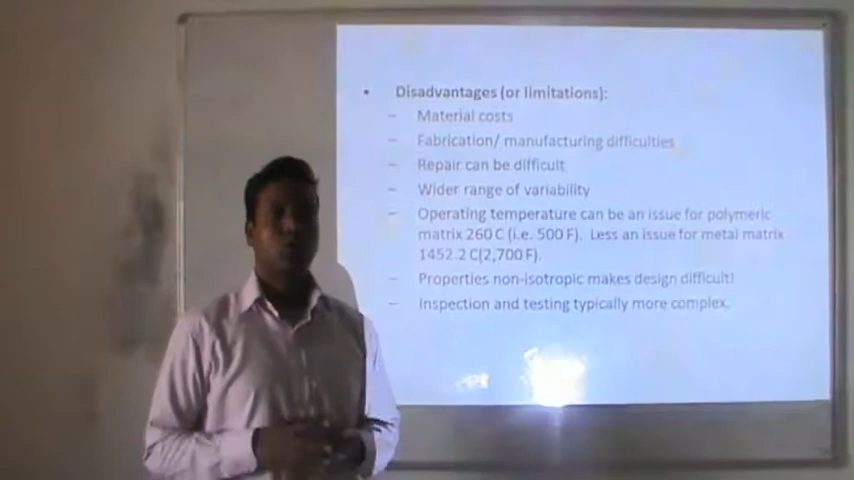 • Disadvantages (or limitations):
– Material costs
– Fabrication/ manufacturing difficulties
– Repair can be difficult
– Wider range of variability
– Operating temperature can be an issue for polymeric
matrix 260 C (i.e. 500 F). Less an issue for metal matrix
1452.2 C(2,700 F).
– Properties non-isotropic makes design difficult!
– Inspection and testing typically more complex.